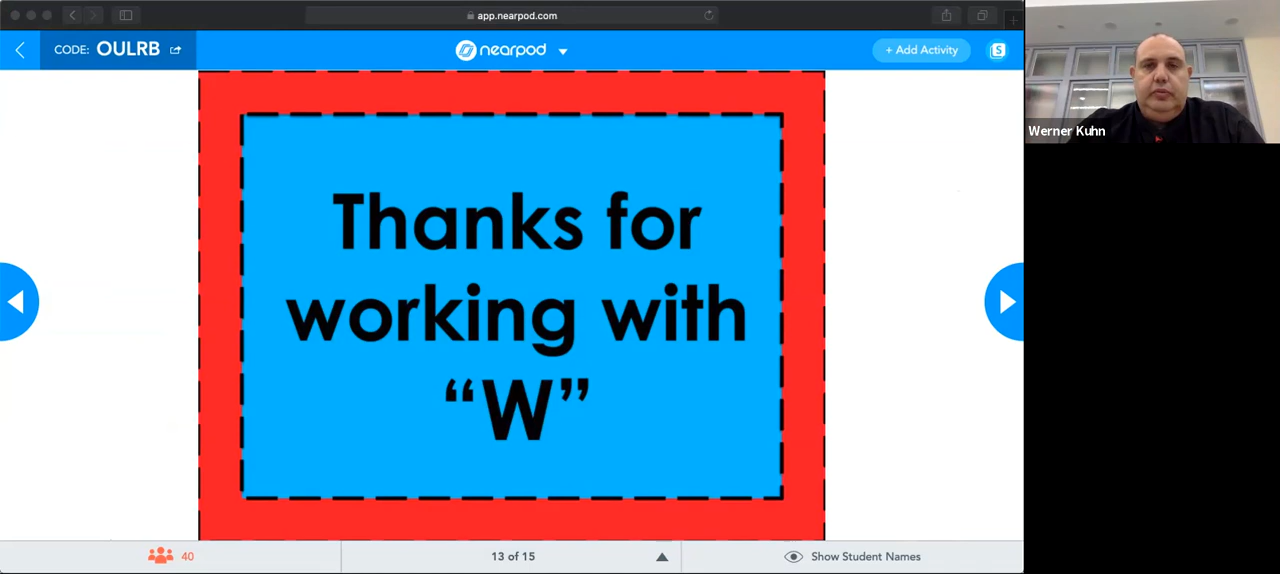 app.nearpod.com
CODE: OULRB
nearpod
+ Add Activity
S
Werner Kuhn
Thanks for
working with
“W”
40
13 of 15
Show Student Names